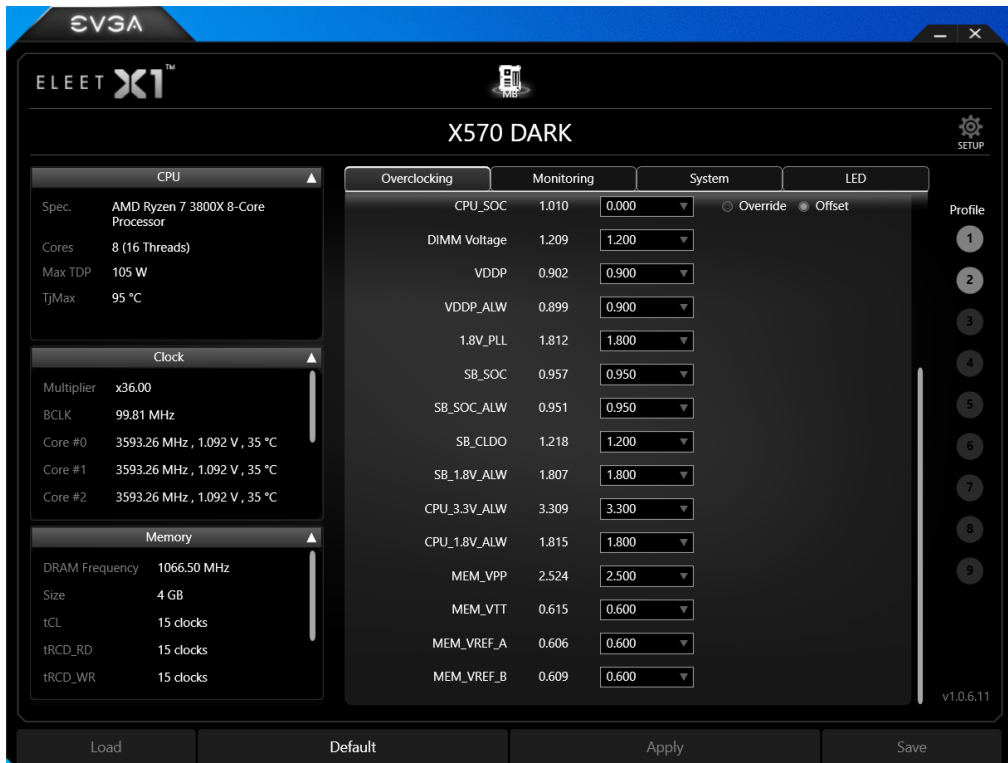 EVGA
ELEET X1™
MB
X570 DARK
SETUP
CPU
Spec. AMD Ryzen 7 3800X 8-Core
Processor
Cores 8 (16 Threads)
Max TDP 105 W
TjMax 95 °C
Clock
Multiplier x36.00
BCLK 99.81 MHz
Core #0 3593.26 MHz , 1.092 V , 35 °C
Core #1 3593.26 MHz , 1.092 V , 35 °C
Core #2 3593.26 MHz , 1.092 V , 35 °C
Memory
DRAM Frequency 1066.50 MHz
Size 4 GB
tCL 15 clocks
tRCD_RD 15 clocks
tRCD_WR 15 clocks
Overclocking Monitoring System LED
CPU_SOC 1.010 0.000 Override Offset
DIMM Voltage 1.209 1.200
VDDP 0.902 0.900
VDDP_ALW 0.899 0.900
1.8V_PLL 1.812 1.800
SB_SOC 0.957 0.950
SB_SOC_ALW 0.951 0.950
SB_CLDO 1.218 1.200
SB_1.8V_ALW 1.807 1.800
CPU_3.3V_ALW 3.309 3.300
CPU_1.8V_ALW 1.815 1.800
MEM_VPP 2.524 2.500
MEM_VTT 0.615 0.600
MEM_VREF_A 0.606 0.600
MEM_VREF_B 0.609 0.600
Profile
1
2
3
4
5
6
7
8
9
v1.0.6.11
Load Default Apply Save